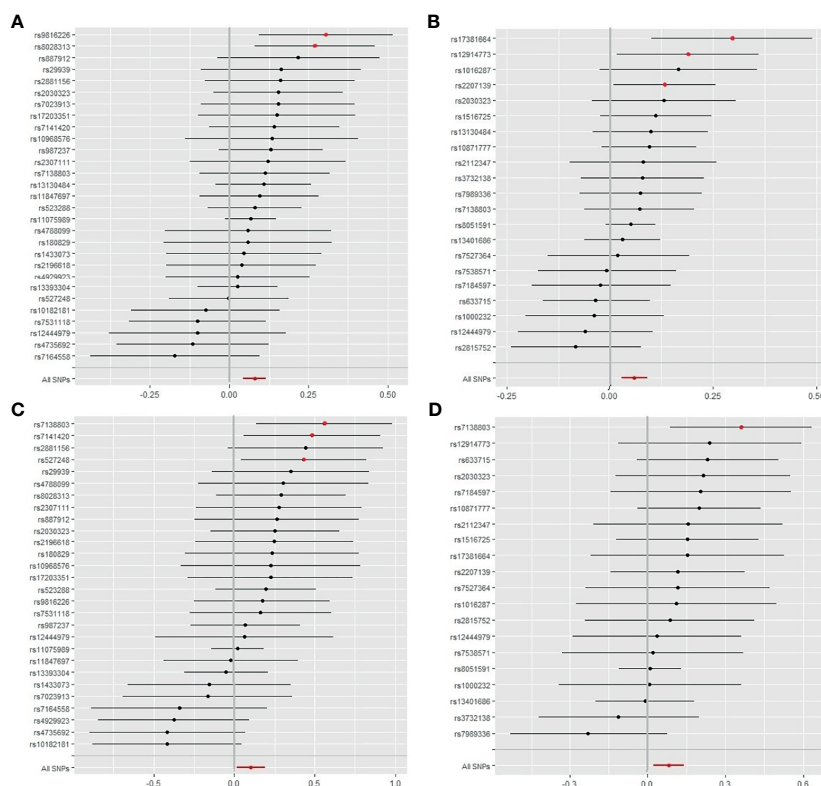 A
rs9816226
rs8028313
rs887912
rs29939
rs2881156
rs2030323
rs7023913
rs17203351
rs7141420
rs10968576
rs987237
rs2307111
rs7138803
rs13130484
rs11847697
rs523288
rs11075989
rs4788099
rs180829
rs1433073
rs2196618
rs4929923
rs13393304
rs527248
rs10182181
rs7531118
rs12444979
rs4735692
rs7164558
All SNPs
-0.25 0.00 0.25 0.50
B
rs17381664
rs12914773
rs1016287
rs2207139
rs2030323
rs1516725
rs13130484
rs10871777
rs2112347
rs3732138
rs7989336
rs7138803
rs8051591
rs13401686
rs7527364
rs7538571
rs7184597
rs633715
rs1000232
rs12444979
rs2815752
All SNPs
-0.25 0.00 0.25 0.50
C
rs7138803
rs7141420
rs2881156
rs527248
rs29939
rs4788099
rs8028313
rs2307111
rs887912
rs2030323
rs2196618
rs180829
rs10968576
rs17203351
rs523288
rs9816226
rs7531118
rs987237
rs12444979
rs11075989
rs11847697
rs13393304
rs1433073
rs7023913
rs7164558
rs4929923
rs4735692
rs10182181
All SNPs
-0.5 0.0 0.5 1.0
D
rs7138803
rs12914773
rs633715
rs2030323
rs7184597
rs10871777
rs2112347
rs1516725
rs17381664
rs2207139
rs7527364
rs1016287
rs2815752
rs12444979
rs7538571
rs8051591
rs1000232
rs13401686
rs3732138
rs7989336
All SNPs
-0.3 0.0 0.3 0.6